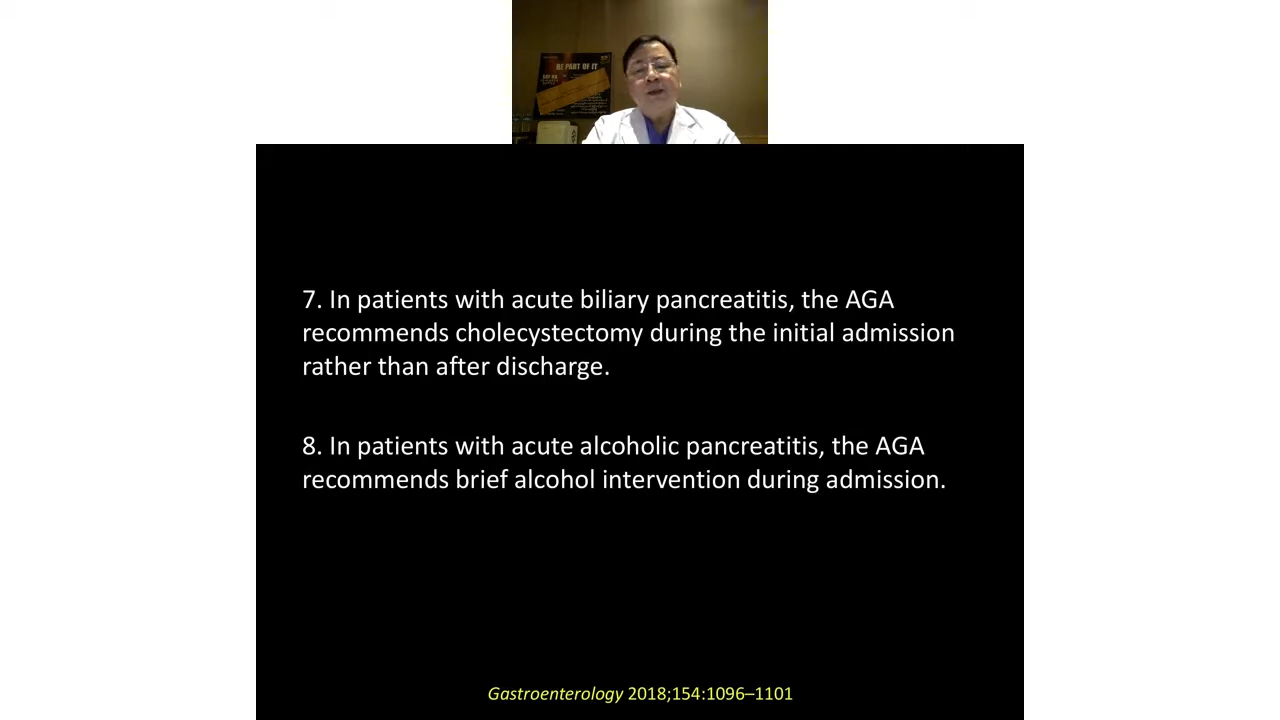 BE PART OF IT
7. In patients with acute biliary pancreatitis, the AGA
recommends cholecystectomy during the initial admission
rather than after discharge.
8. In patients with acute alcoholic pancreatitis, the AGA
recommends brief alcohol intervention during admission.
Gastroenterology 2018;154:1096–1101